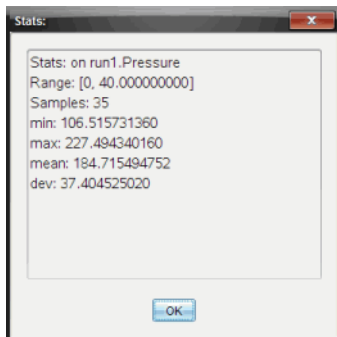 Stats:
Stats: on run1.Pressure
Range: [0, 40.000000000]
Samples: 35
min: 106.515731360
max: 227.494340160
mean: 184.715494752
dev: 37.404525020
OK